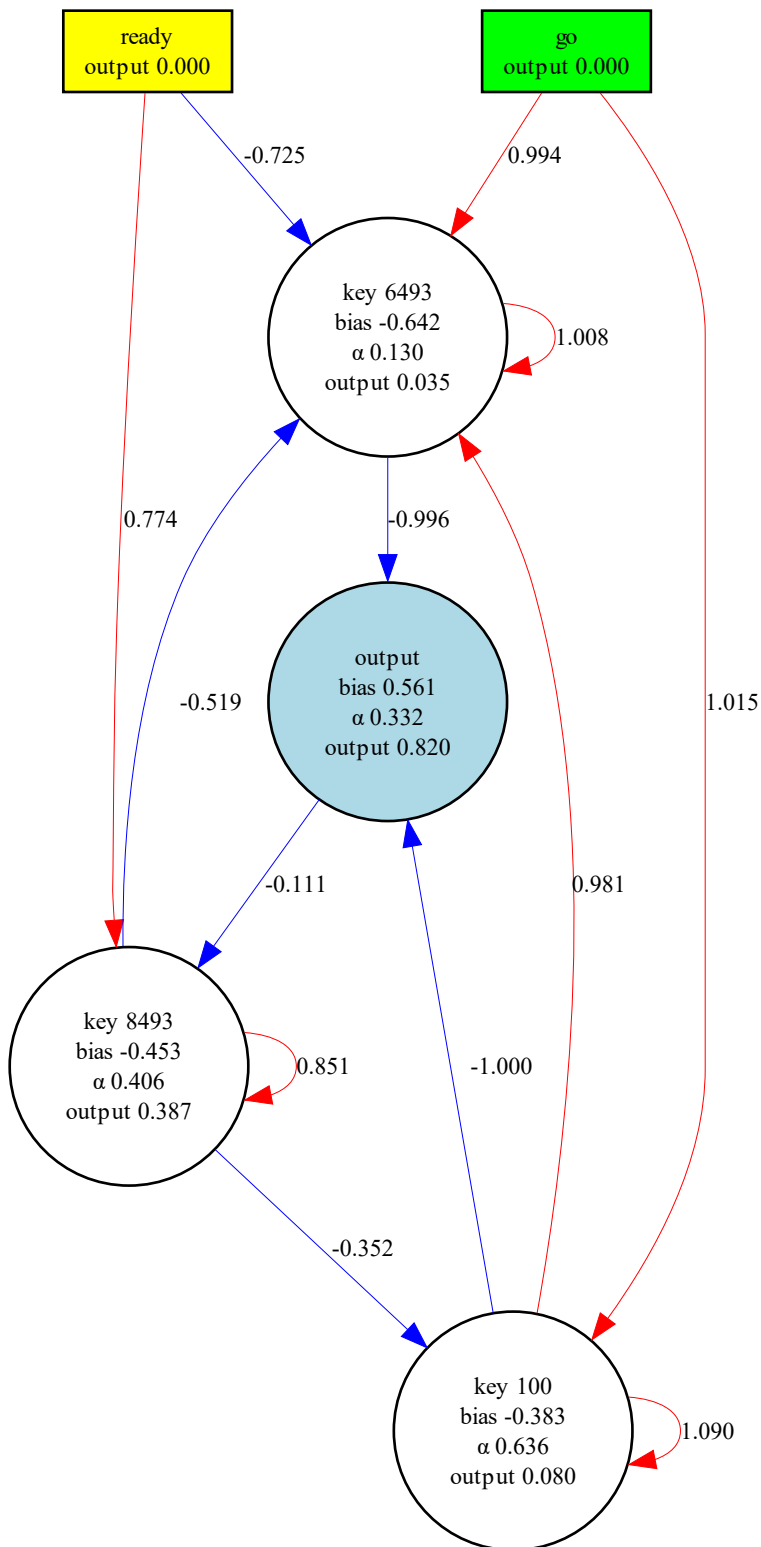 ready
output 0.000
go
output 0.000
-0.725
0.994
key 6493
bias -0.642
α 0.130
output 0.035
1.008
0.774
-0.996
output
bias 0.561
α 0.332
output 0.820
-0.519
1.015
-0.111
0.981
key 8493
bias -0.453
α 0.406
output 0.387
0.851
-1.000
-0.352
key 100
bias -0.383
α 0.636
output 0.080
1.090